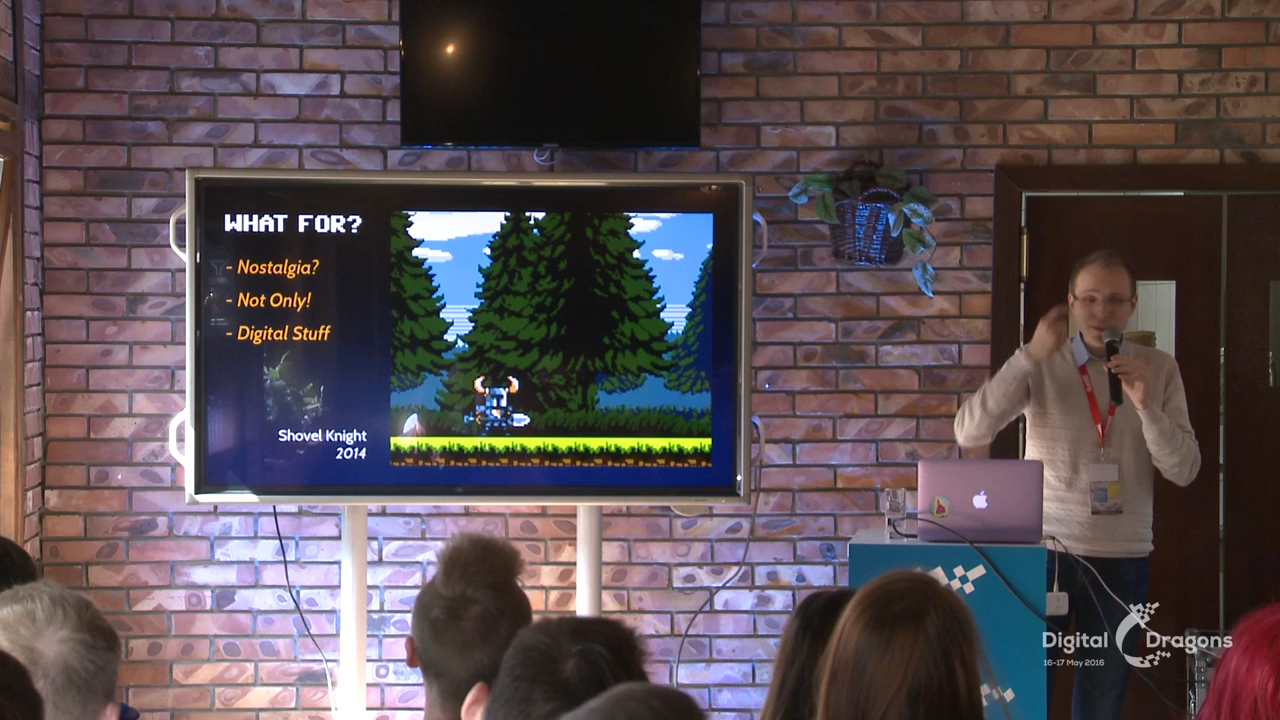 WHAT FOR?
- Nostalgia?
- Not Only!
- Digital Stuff
Shovel Knight
2014
Digital Dragons
16-17 May 2016